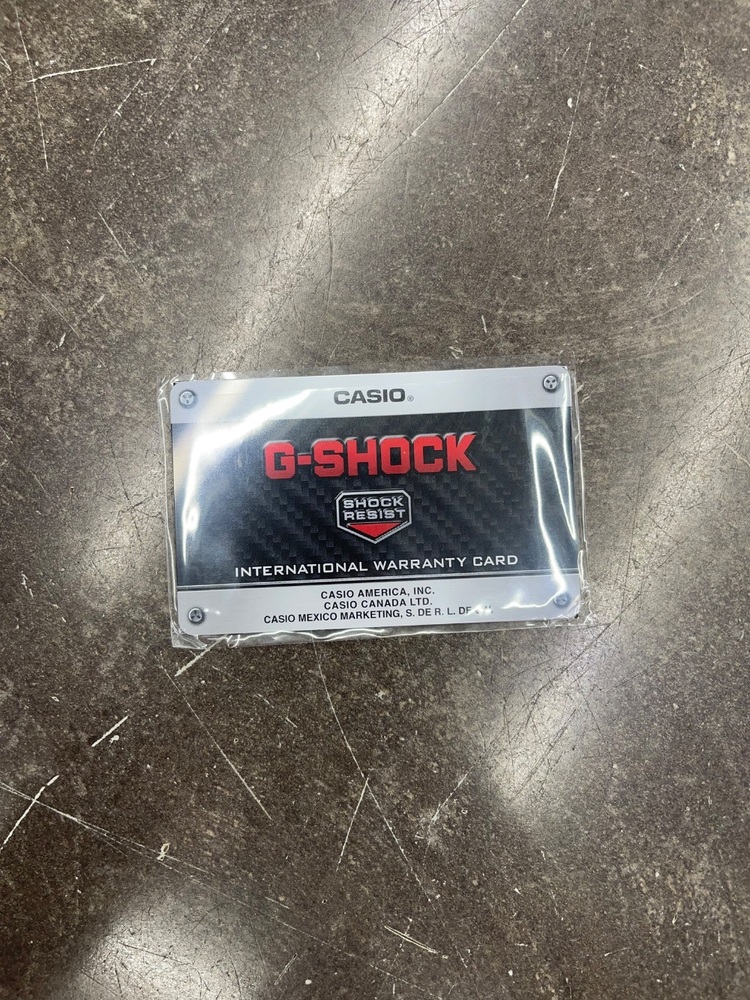 CASIO®
G-SHOCK
SHOCK
RESIST
INTERNATIONAL WARRANTY CARD
CASIO AMERICA, INC.
CASIO CANADA LTD.
CASIO MEXICO MARKETING, S. DE R. L. DE